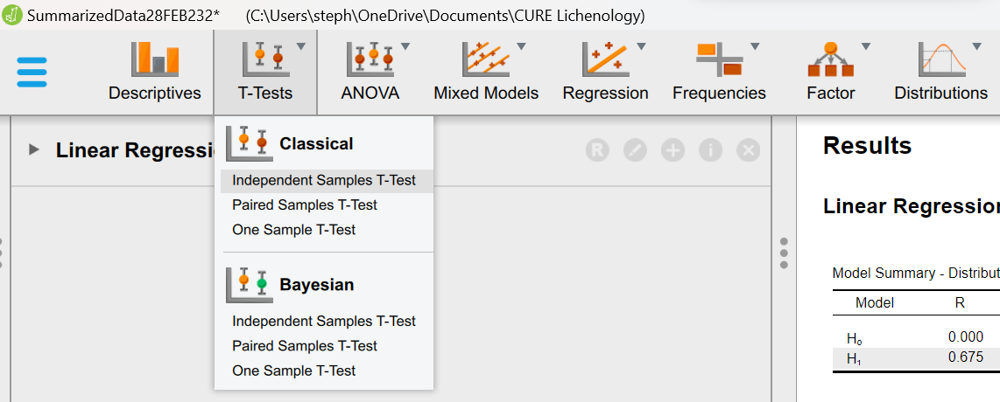 SummarizedData28FEB232* (C:\Users\steph\OneDrive\Documents\CURE Lichenology)
Descriptives T-Tests ANOVA Mixed Models Regression Frequencies Factor Distributions
Linear Regressi
R
i
Classical
Independent Samples T-Test
Paired Samples T-Test
One Sample T-Test
Bayesian
Independent Samples T-Test
Paired Samples T-Test
One Sample T-Test
Results
Linear Regression
Model Summary - Distribut
Model R
H₀ 0.000
H₁ 0.675